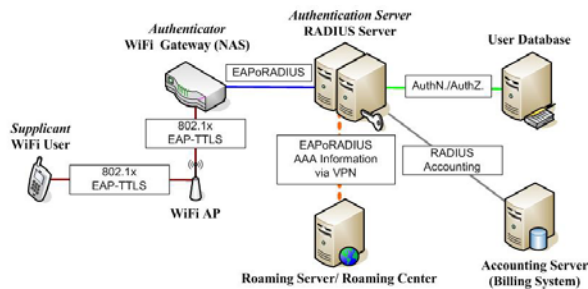 Authenticator
WiFi Gateway (NAS)
Authentication Server
RADIUS Server
User Database
EAPoRADIUS
AuthN./AuthZ.
802.1x
EAP-TTLS
Supplicant
WiFi User
802.1x
EAP-TTLS
WiFi AP
EAPoRADIUS
AAA Information
via VPN
RADIUS
Accounting
Roaming Server/ Roaming Center
Accounting Server
(Billing System)